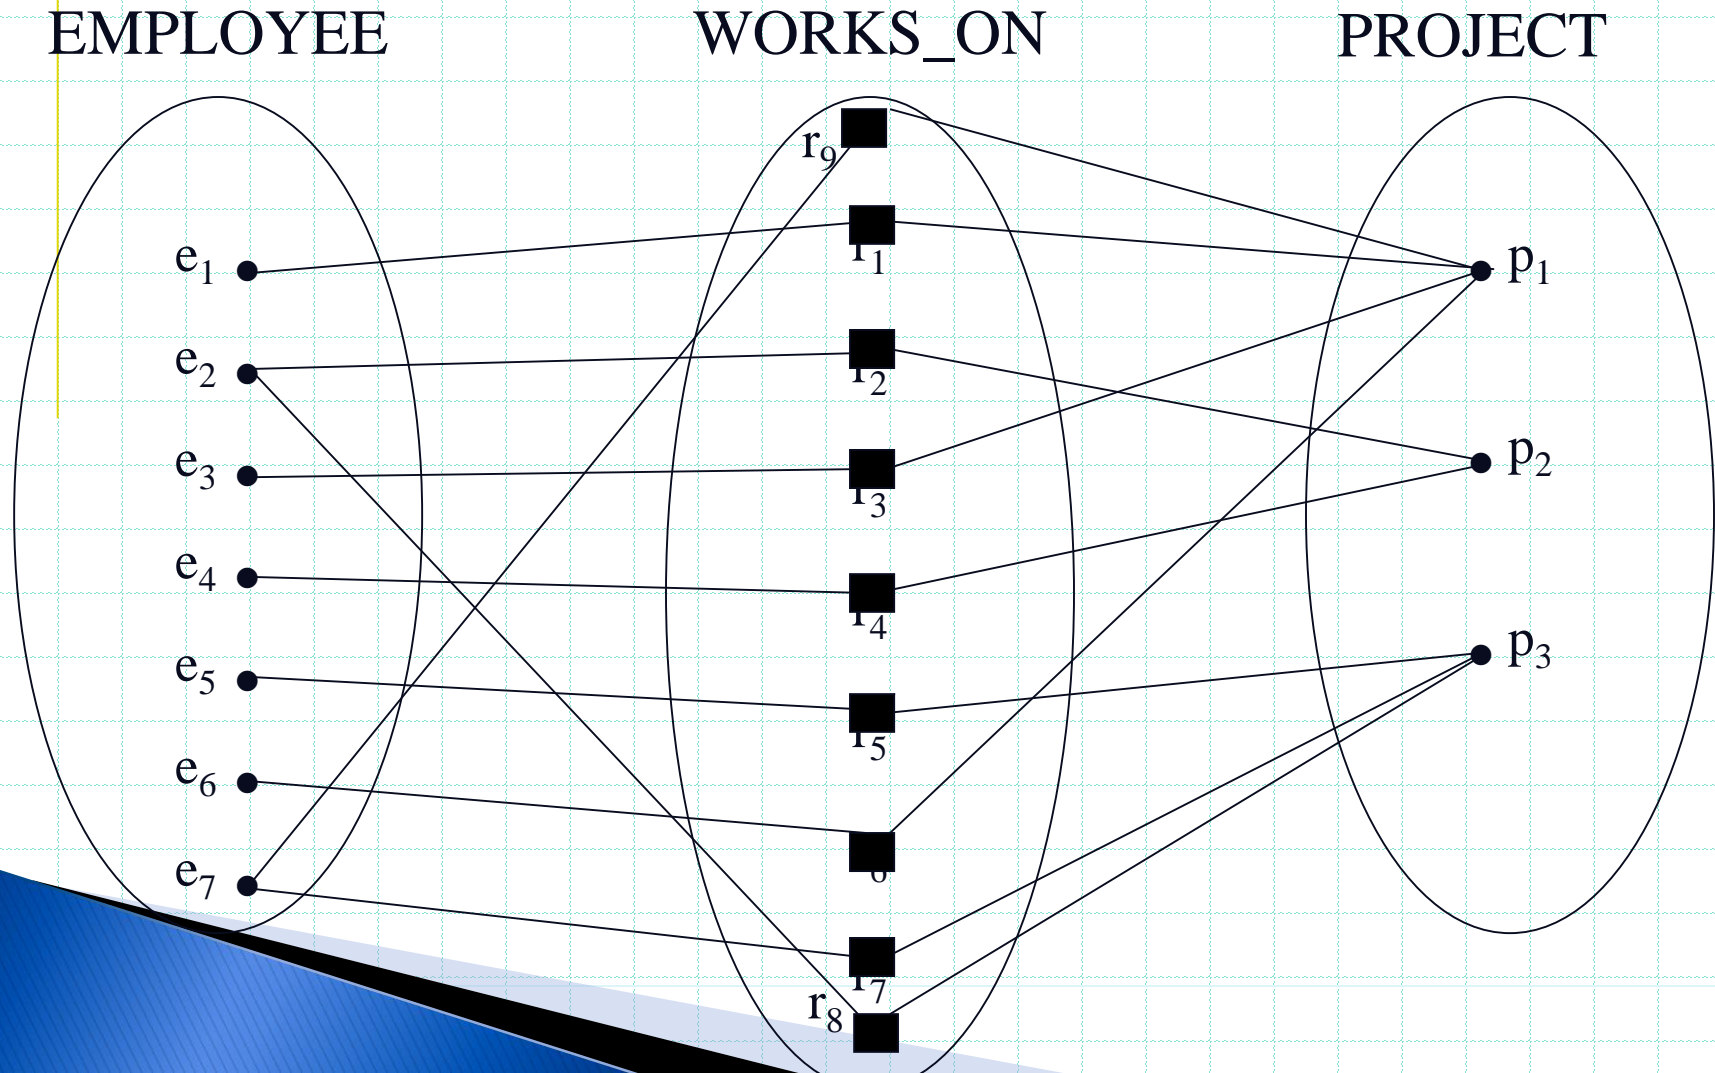 EMPLOYEE WORKS_ON PROJECT
r9
e1 r1 p1
e2 r2
e3 r3 p2
e4 r4
e5 r5 p3
e6 6
e7 r7
r8